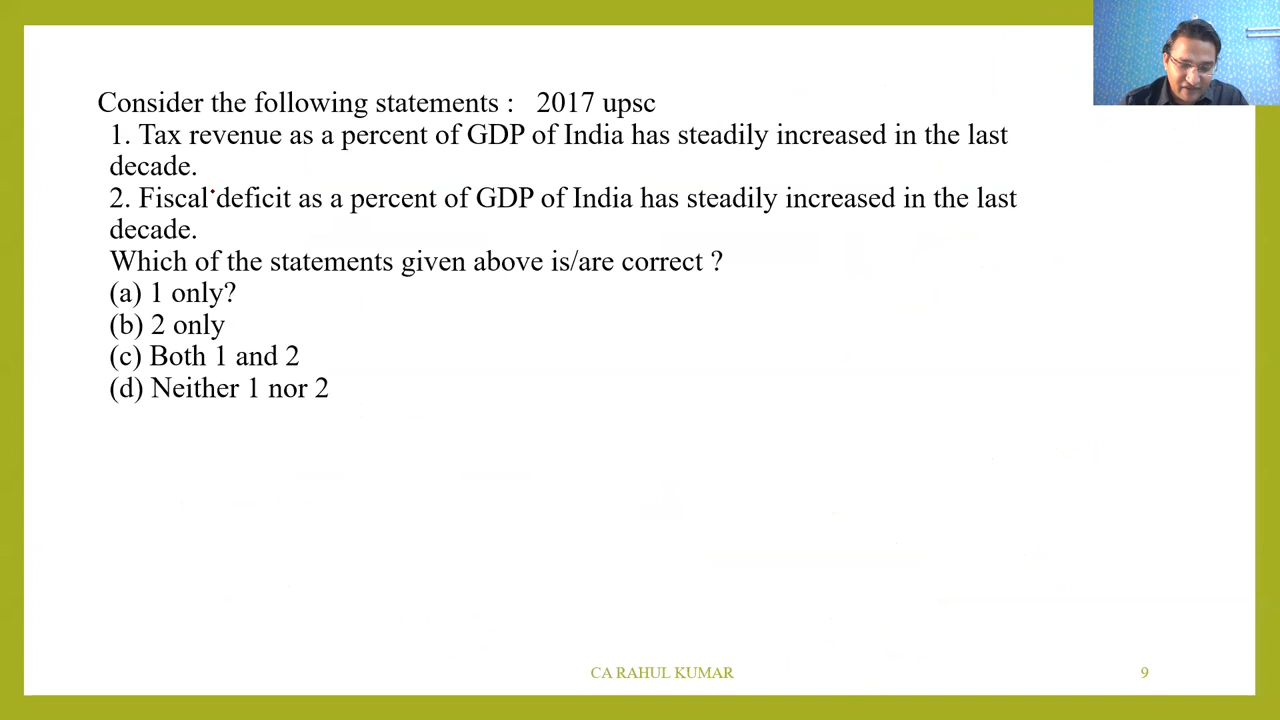 Consider the following statements : 2017 upsc
1. Tax revenue as a percent of GDP of India has steadily increased in the last
decade.
2. Fiscal deficit as a percent of GDP of India has steadily increased in the last
decade.
Which of the statements given above is/are correct ?
(a) 1 only?
(b) 2 only
(c) Both 1 and 2
(d) Neither 1 nor 2
CA RAHUL KUMAR
9